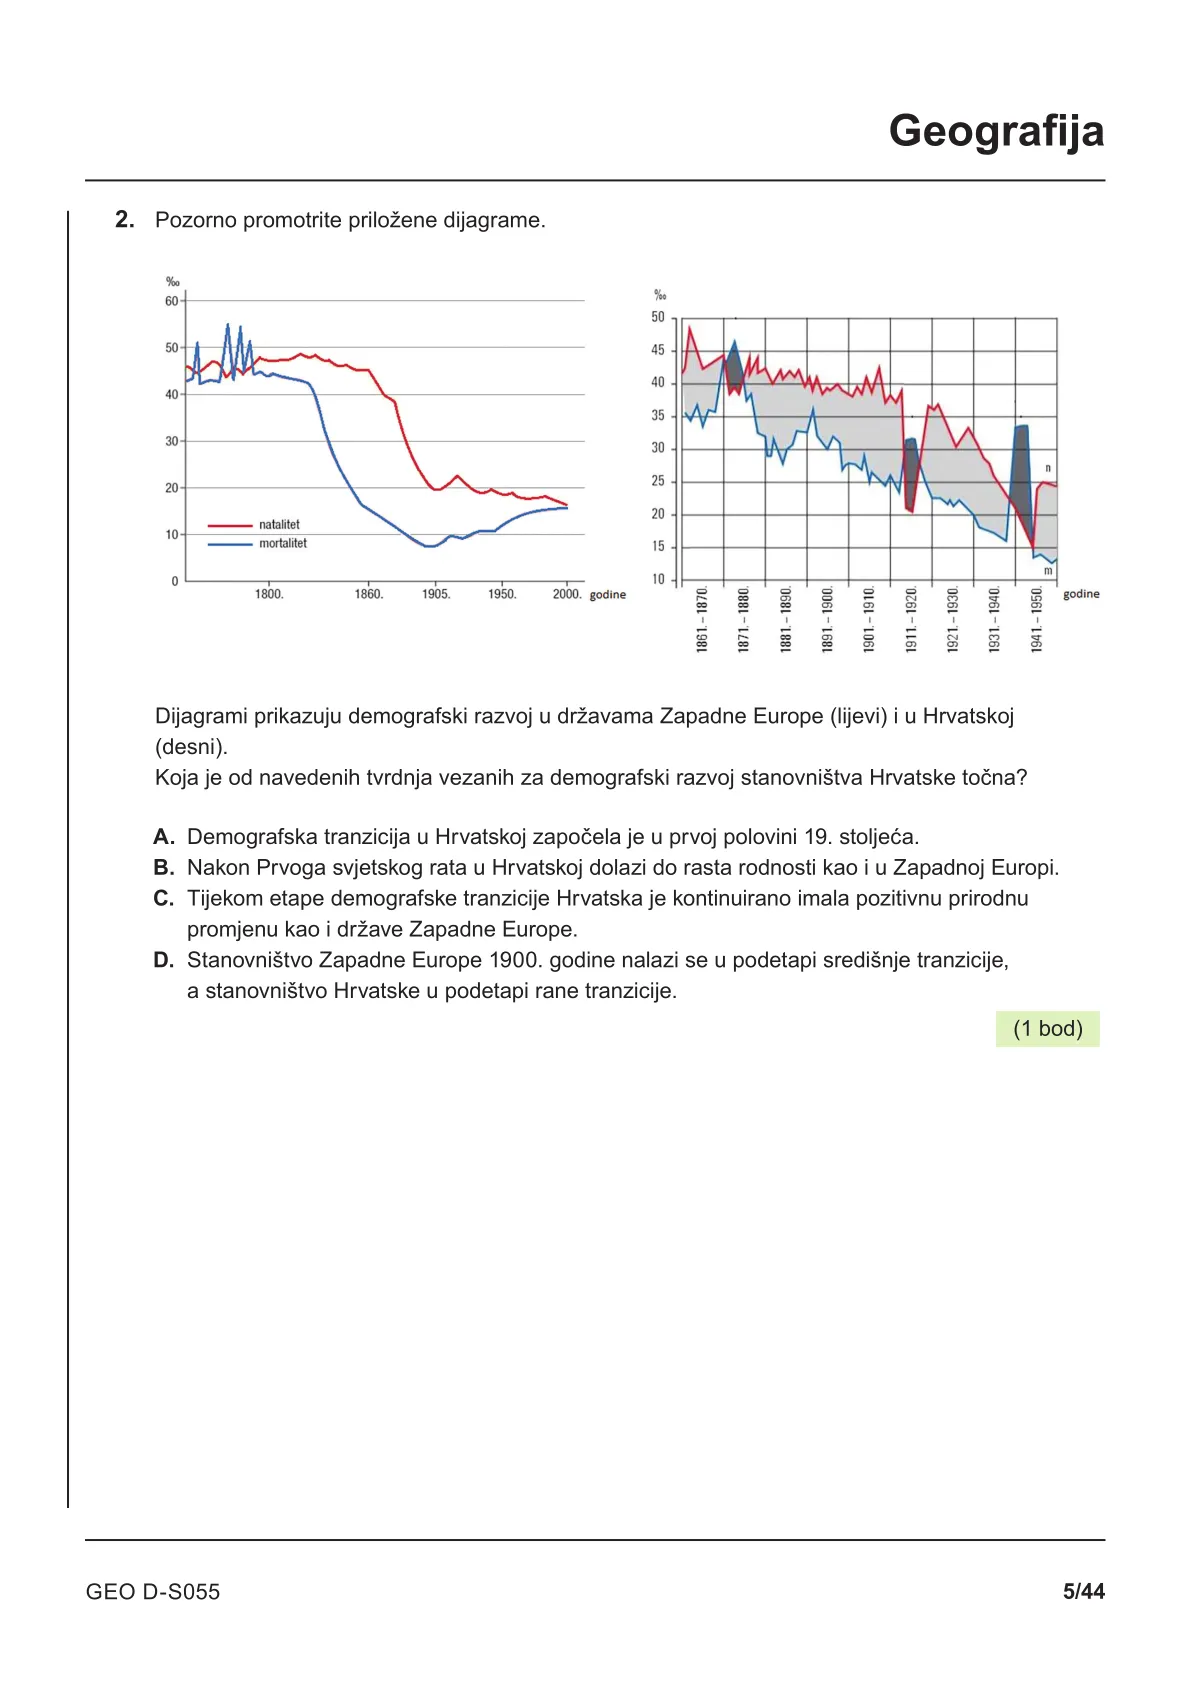 Geografija
2. Pozorno promotrite priložene dijagrame.
‰
60
50
40
30
20
10
0
natalitet
mortalitet
1800. 1860. 1905. 1950. 2000. godine
‰
50
45
40
35
30
25
20
15
10
n
m
1861. – 1870.
1871. – 1880.
1881. – 1890.
1891. – 1900.
1901. – 1910.
1911. – 1920.
1921. – 1930.
1931. – 1940.
1941. – 1950.
godine
Dijagrami prikazuju demografski razvoj u državama Zapadne Europe (lijevi) i u Hrvatskoj
(desni).
Koja je od navedenih tvrdnja vezanih za demografski razvoj stanovništva Hrvatske točna?
A. Demografska tranzicija u Hrvatskoj započela je u prvoj polovini 19. stoljeća.
B. Nakon Prvoga svjetskog rata u Hrvatskoj dolazi do rasta rodnosti kao i u Zapadnoj Europi.
C. Tijekom etape demografske tranzicije Hrvatska je kontinuirano imala pozitivnu prirodnu
promjenu kao i države Zapadne Europe.
D. Stanovništvo Zapadne Europe 1900. godine nalazi se u podetapi središnje tranzicije,
a stanovništvo Hrvatske u podetapi rane tranzicije.
(1 bod)
GEO D-S055
5/44